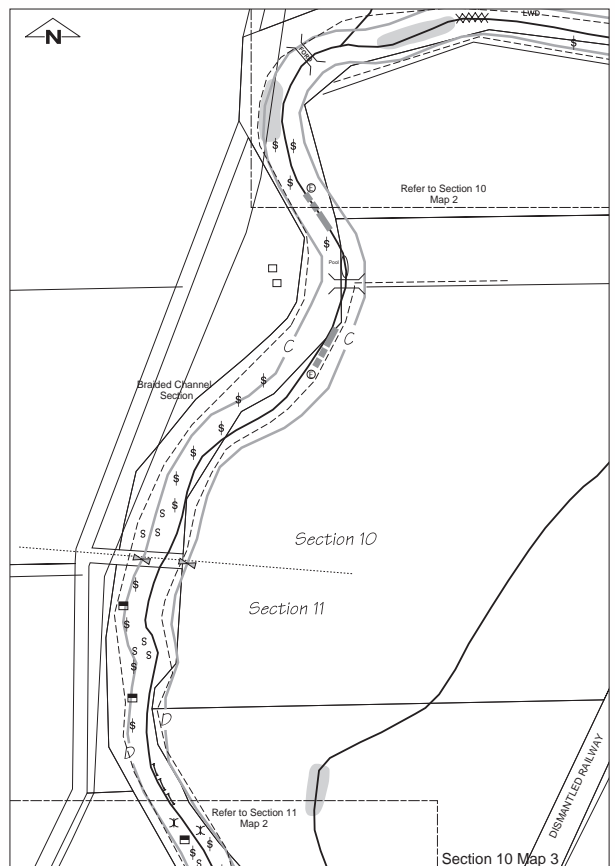 N
LWD
FORD
$
$
$
$
E
Refer to Section 10
Map 2
$
Pool
C
C
E
Braided Channel
Section
$
$
$
$
$
$
S
S
S
Section 10
Section 11
$
$
S
S
S
$
$
D
D
Refer to Section 11
Map 2
$
$
S
DISMANTLED RAILWAY
Section 10 Map 3